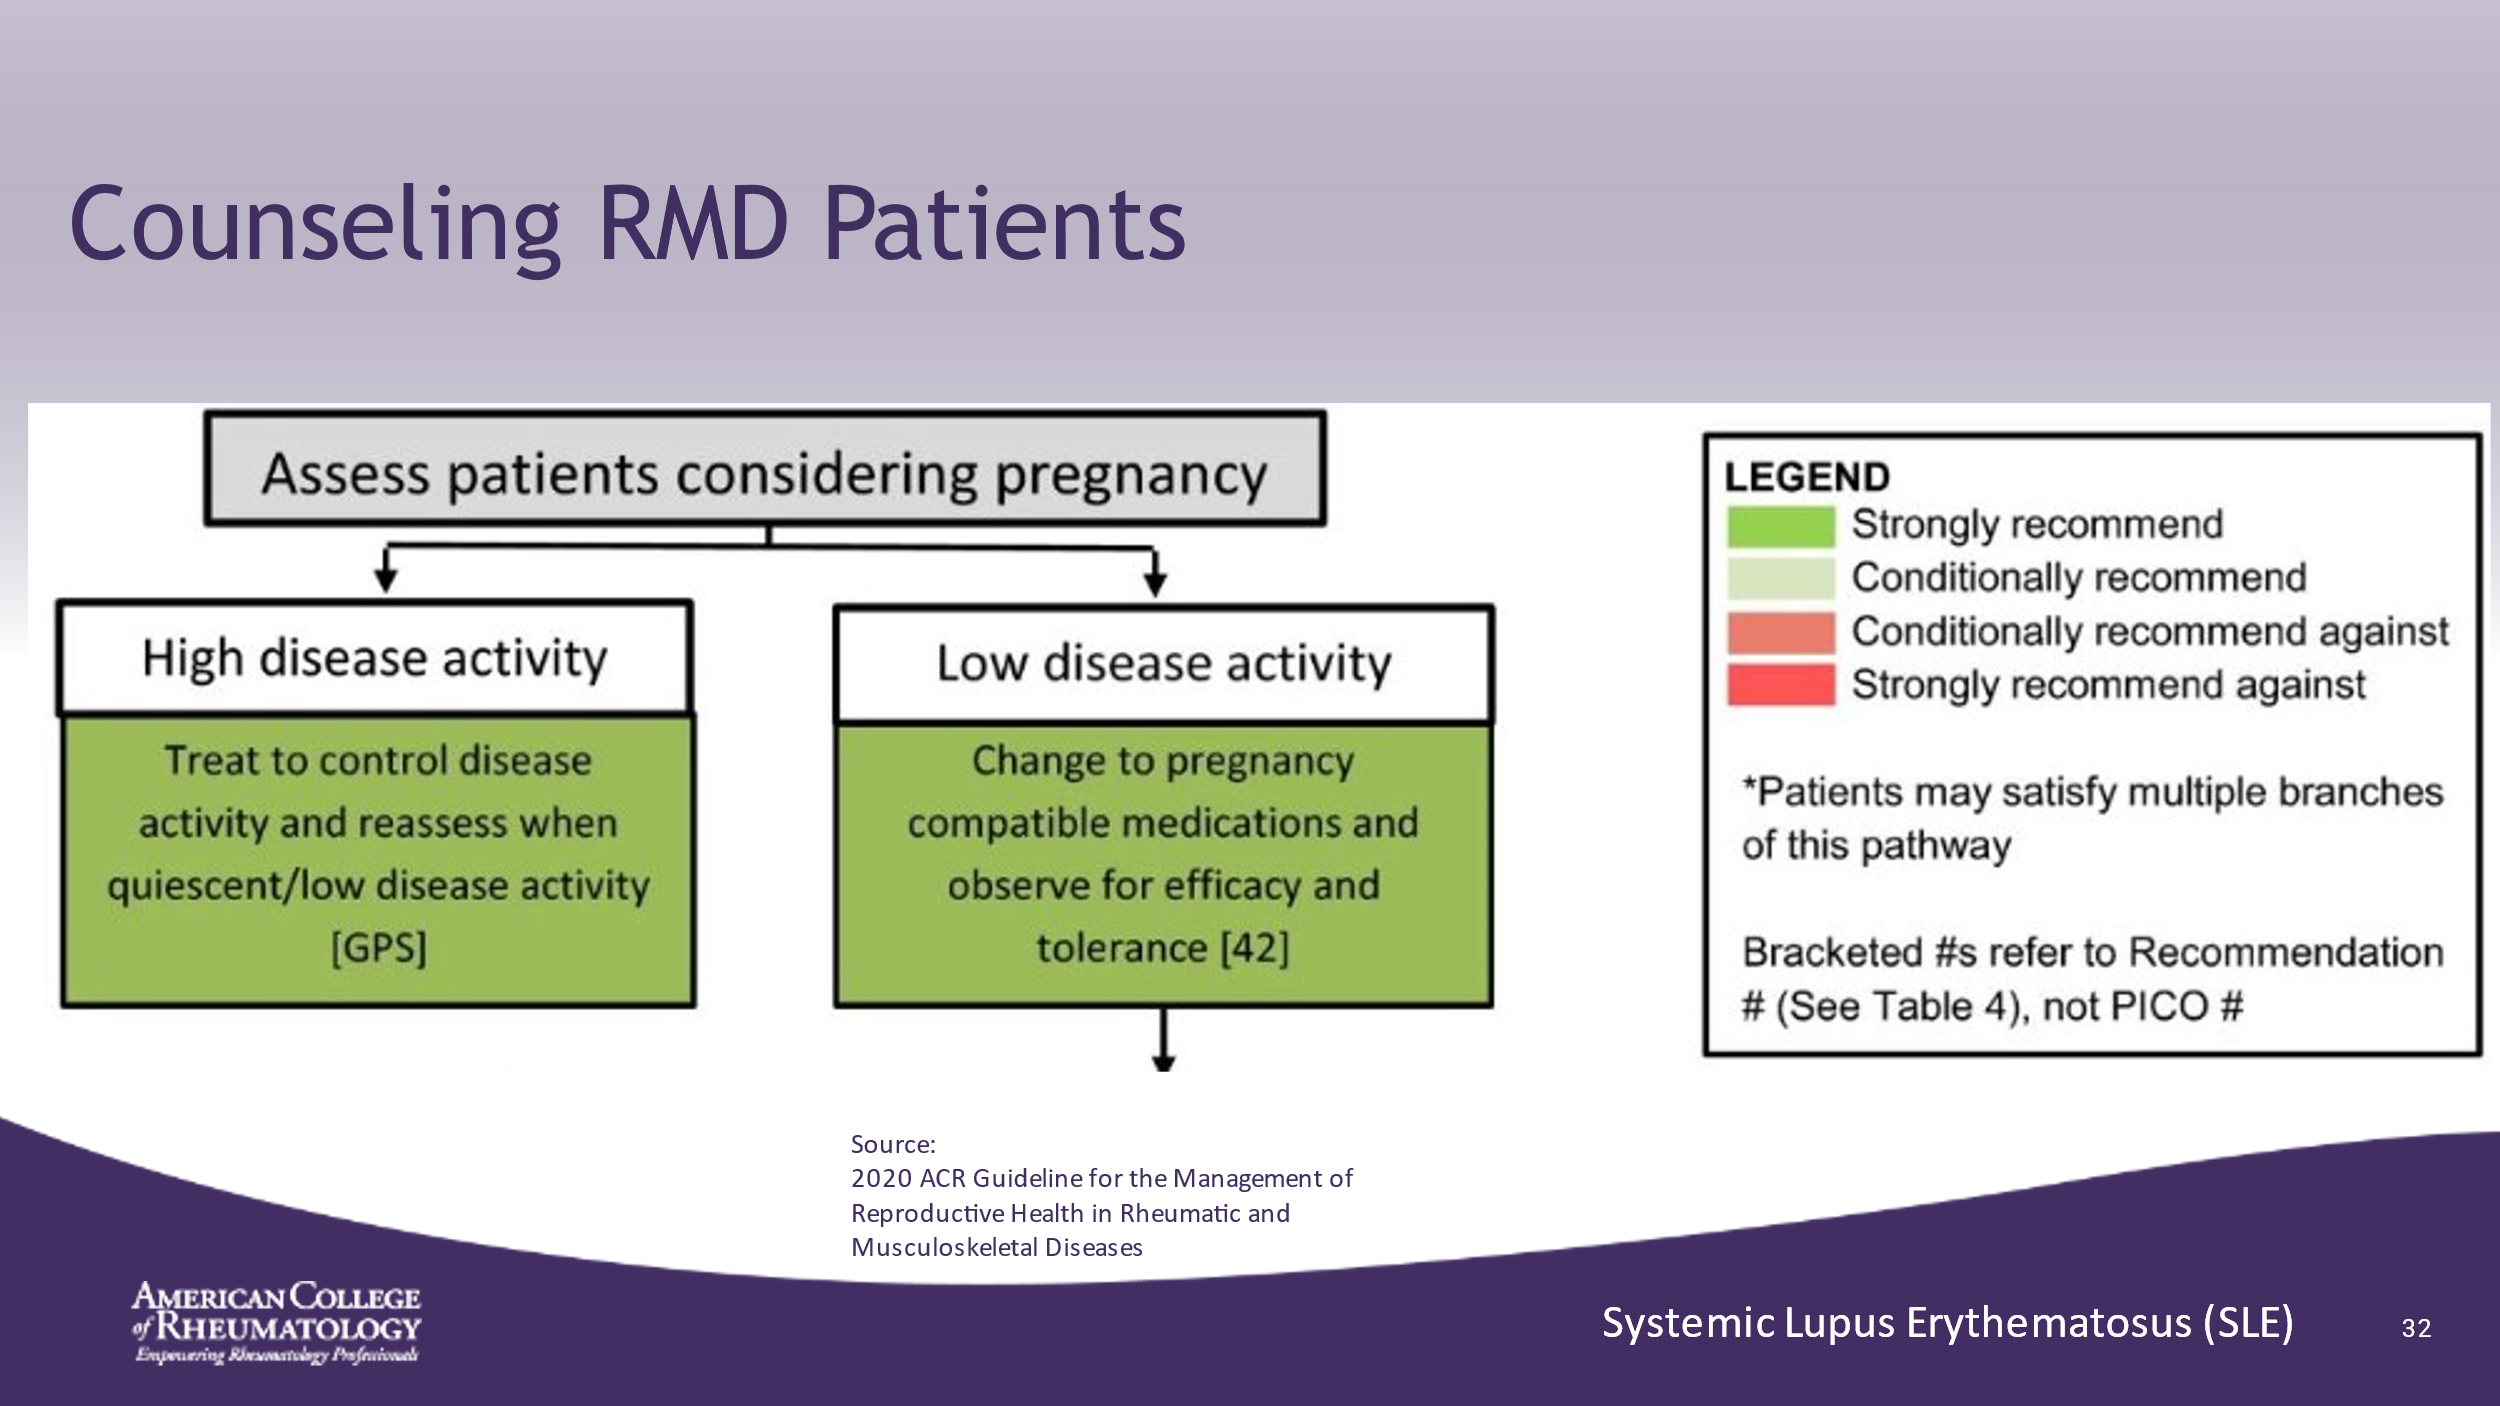 Counseling RMD Patients
Assess patients considering pregnancy
High disease activity
Treat to control disease
activity and reassess when
quiescent/low disease activity
[GPS]
Low disease activity
Change to pregnancy
compatible medications and
observe for efficacy and
tolerance [42]
LEGEND
Strongly recommend
Conditionally recommend
Conditionally recommend against
Strongly recommend against
*Patients may satisfy multiple branches
of this pathway
Bracketed #s refer to Recommendation
# (See Table 4), not PICO #
Source:
2020 ACR Guideline for the Management of
Reproductive Health in Rheumatic and
Musculoskeletal Diseases
AMERICAN COLLEGE
of RHEUMATOLOGY
Empowering Rheumatology Professionals
Systemic Lupus Erythematosus (SLE)
32